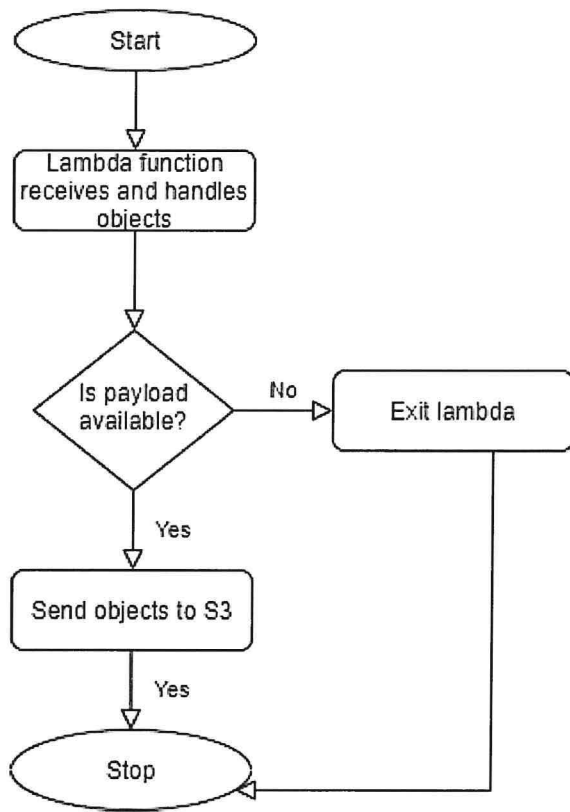 Start
Lambda function
receives and handles
objects
Is payload
available?
No
Exit lambda
Yes
Send objects to S3
Yes
Stop